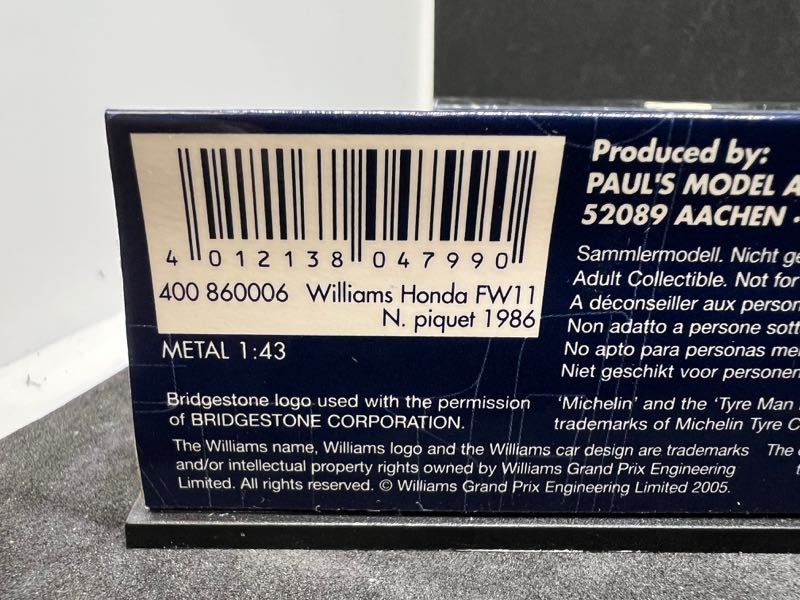 4 012138 047990
400 860006 Williams Honda FW11
N. piquet 1986
METAL 1:43
Bridgestone logo used with the permission
of BRIDGESTONE CORPORATION.
The Williams name, Williams logo and the Williams car design are trademarks
and/or intellectual property rights owned by Williams Grand Prix Engineering
Limited. All rights reserved. © Williams Grand Prix Engineering Limited 2005.
Produced by:
PAUL'S MODEL A
52089 AACHEN -
Sammlermodell. Nicht ge
Adult Collectible. Not for
A déconseiller aux person
Non adatto a persone sott
No apto para personas me
Niet geschikt voor personen
'Michelin' and the 'Tyre Man
trademarks of Michelin Tyre C
The